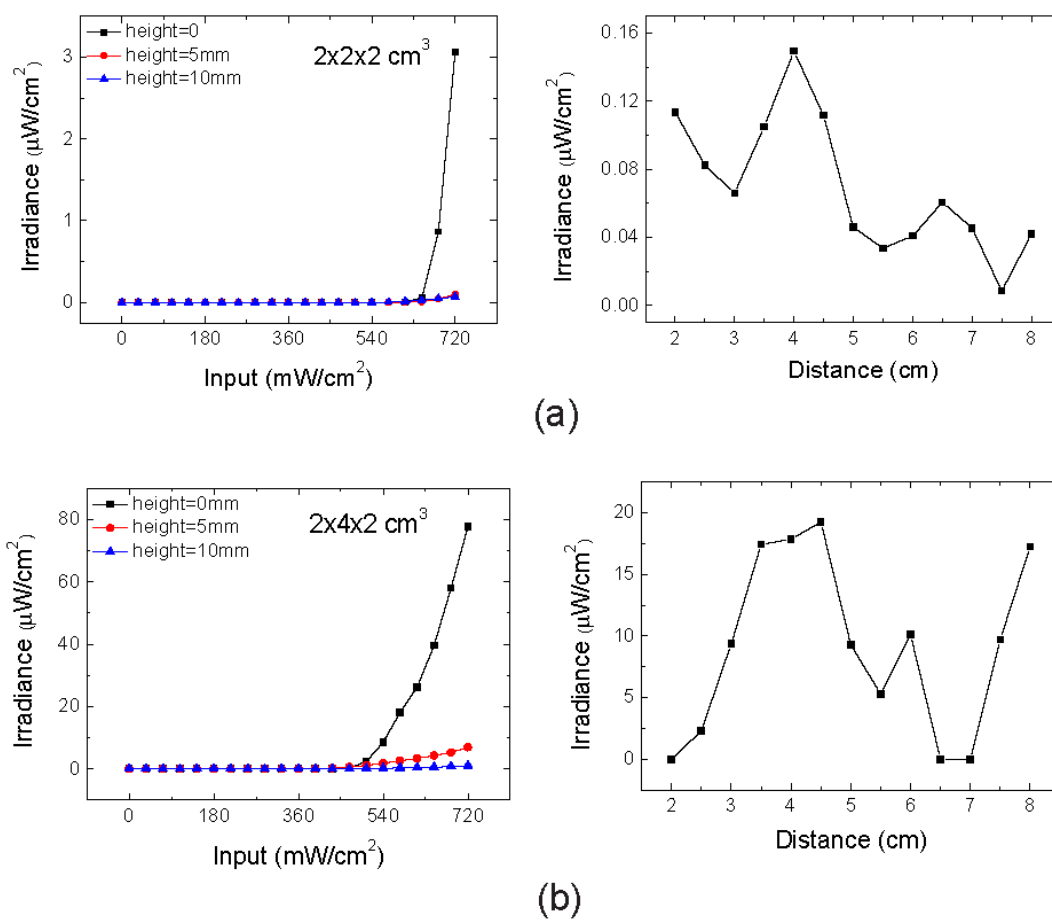 height=0
height=5mm
height=10mm
2x2x2 cm³
Irradiance (μW/cm²)
3
2
1
0
0 180 360 540 720
Input (mW/cm²)
Irradiance (μW/cm²)
0.16
0.12
0.08
0.04
0.00
2 3 4 5 6 7 8
Distance (cm)
(a)
height=0mm
height=5mm
height=10mm
2x4x2 cm³
Irradiance (μW/cm²)
80
60
40
20
0
0 180 360 540 720
Input (mW/cm²)
Irradiance (μW/cm²)
20
15
10
5
0
2 3 4 5 6 7 8
Distance (cm)
(b)